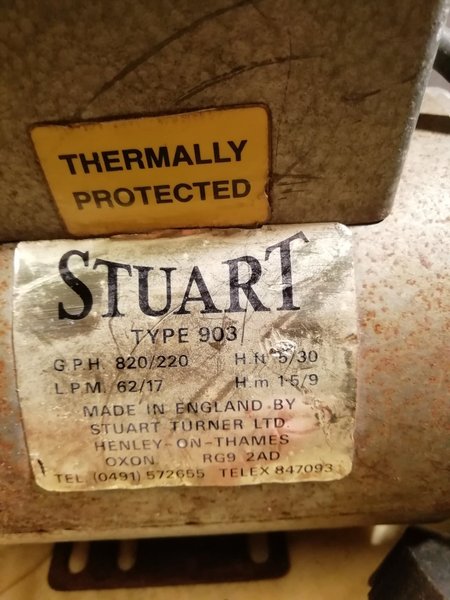 THERMALLY
PROTECTED
STUART
TYPE 903
G.P.H. 820/220 H.ft 5/30
L.P.M. 62/17 H.m 1·5/9
MADE IN ENGLAND BY
STUART TURNER LTD.
HENLEY-ON-THAMES
OXON. RG9 2AD
TEL. (0491) 572655 TELEX 847093